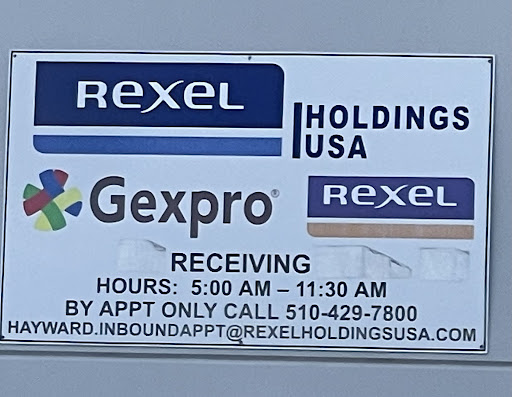 REXEL
HOLDINGS
USA
Gexpro®
REXEL
RECEIVING
HOURS: 5:00 AM – 11:30 AM
BY APPT ONLY CALL 510-429-7800
HAYWARD.INBOUNDAPPT@REXELHOLDINGSUSA.COM